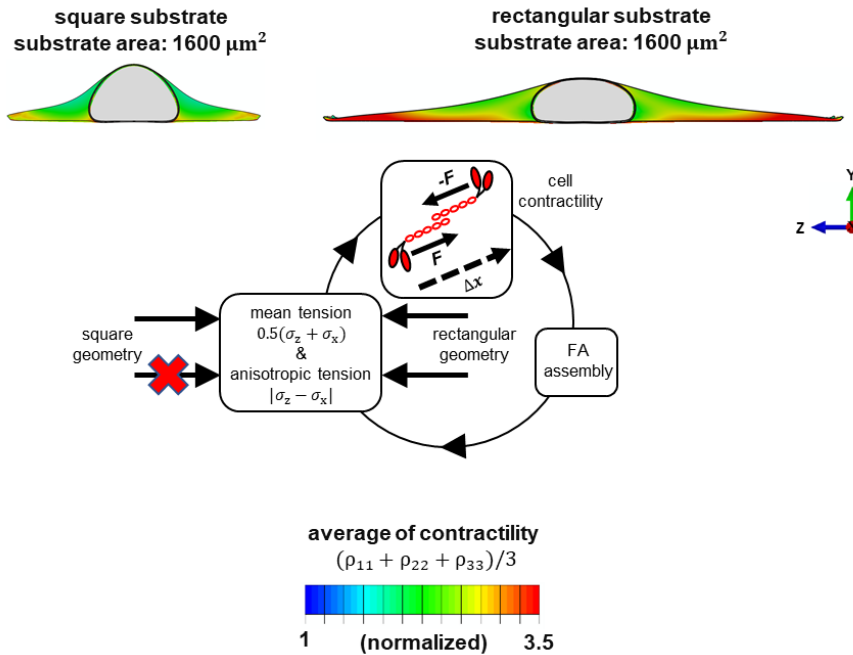 square substrate
substrate area: 1600 μm²
rectangular substrate
substrate area: 1600 μm²
-F
F
Δx
cell
contractility
Y
Z
mean tension
0.5(σz + σx)
&
anisotropic tension
|σz − σx|
square
geometry
rectangular
geometry
FA
assembly
average of contractility
(ρ11 + ρ22 + ρ33)/3
1
(normalized)
3.5